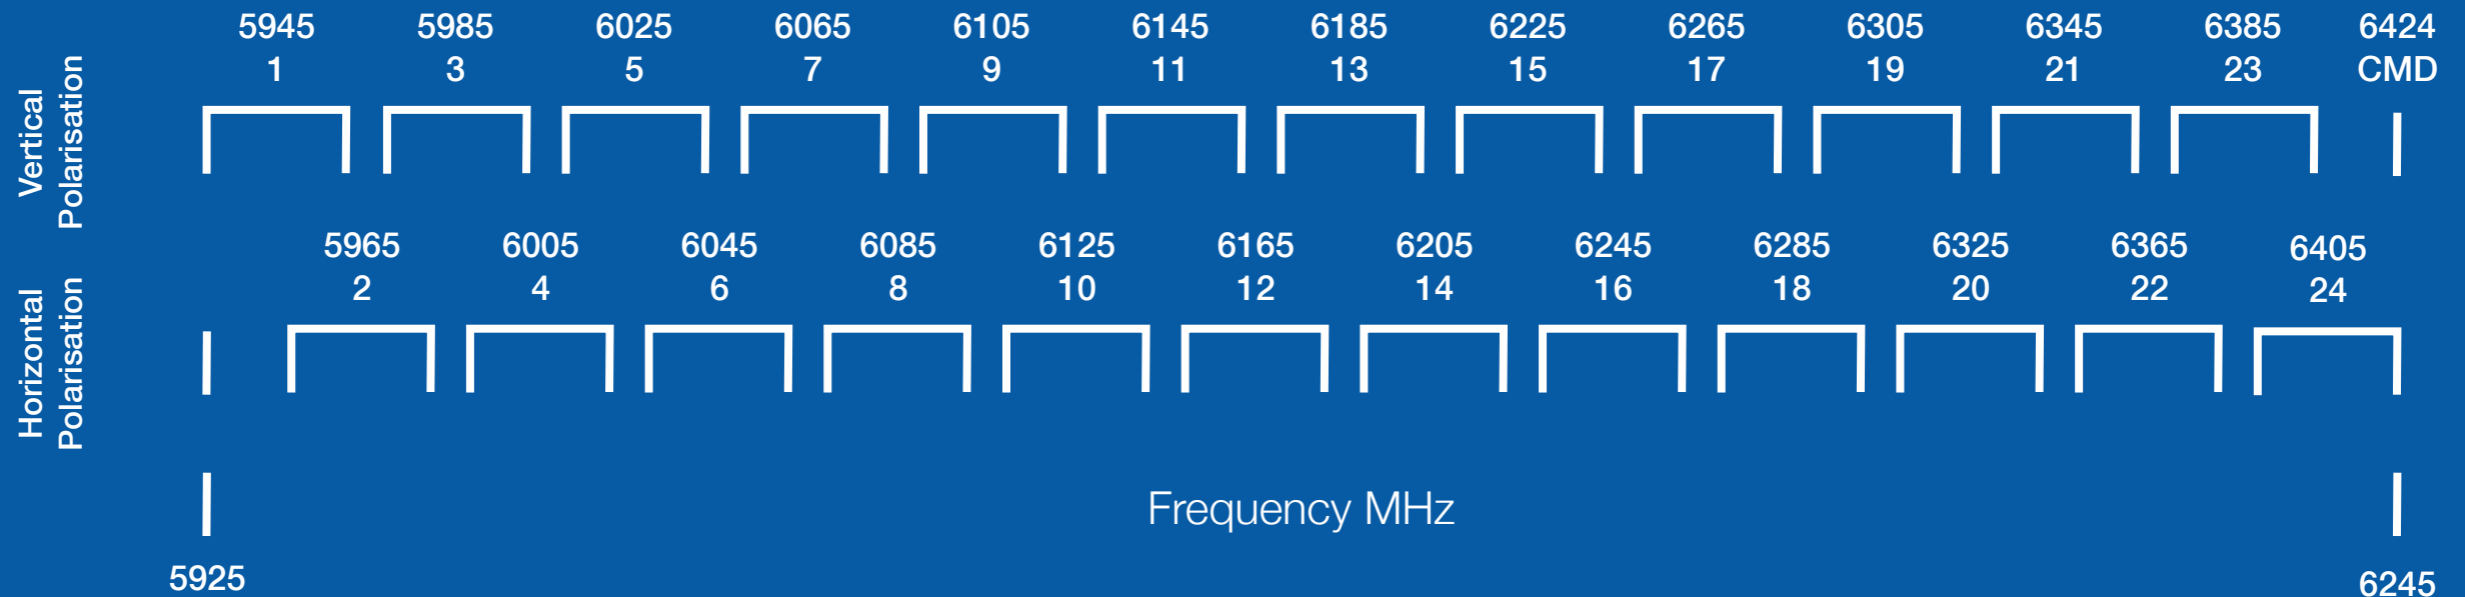 5945 5985 6025 6065 6105 6145 6185 6225 6265 6305 6345 6385 6424
1 3 5 7 9 11 13 15 17 19 21 23 CMD
Vertical
Polarisation
5965 6005 6045 6085 6125 6165 6205 6245 6285 6325 6365 6405
2 4 6 8 10 12 14 16 18 20 22 24
Horizontal
Polarisation
Frequency MHz
5925 6245